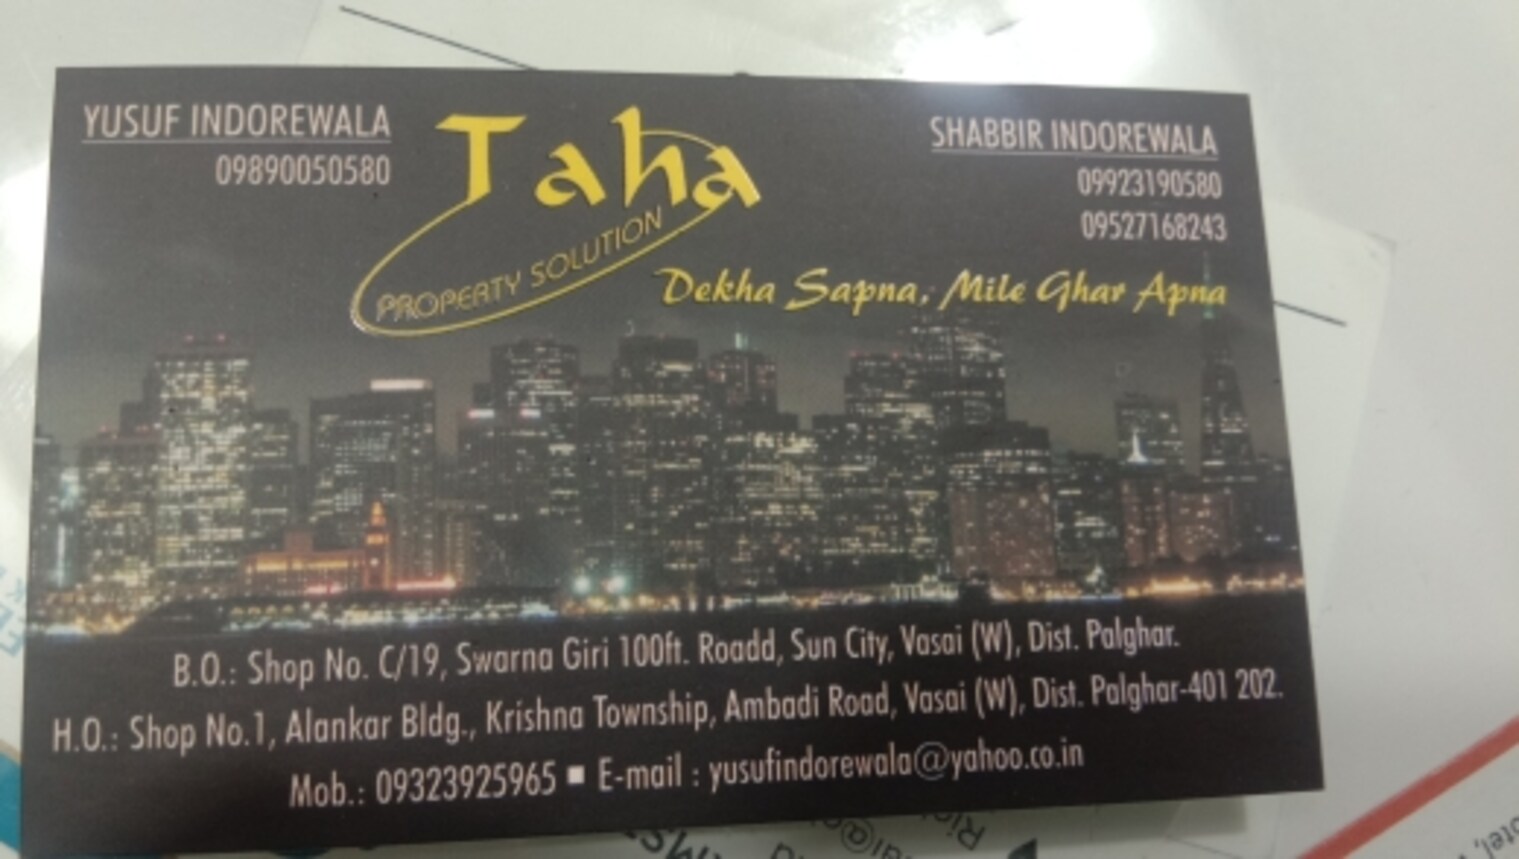 YUSUF INDOREWALA
09890050580
Taha
PROPERTY SOLUTION
SHABBIR INDOREWALA
09923190580
09527168243
Dekha Sapna, Mile Ghar Apna
B.O.: Shop No. C/19, Swarna Giri 100ft. Roadd, Sun City, Vasai (W), Dist. Palghar.
H.O.: Shop No.1, Alankar Bldg., Krishna Township, Ambadi Road, Vasai (W), Dist. Palghar-401 202.
Mob.: 09323925965 ■ E-mail : yusufindorewala@yahoo.co.in